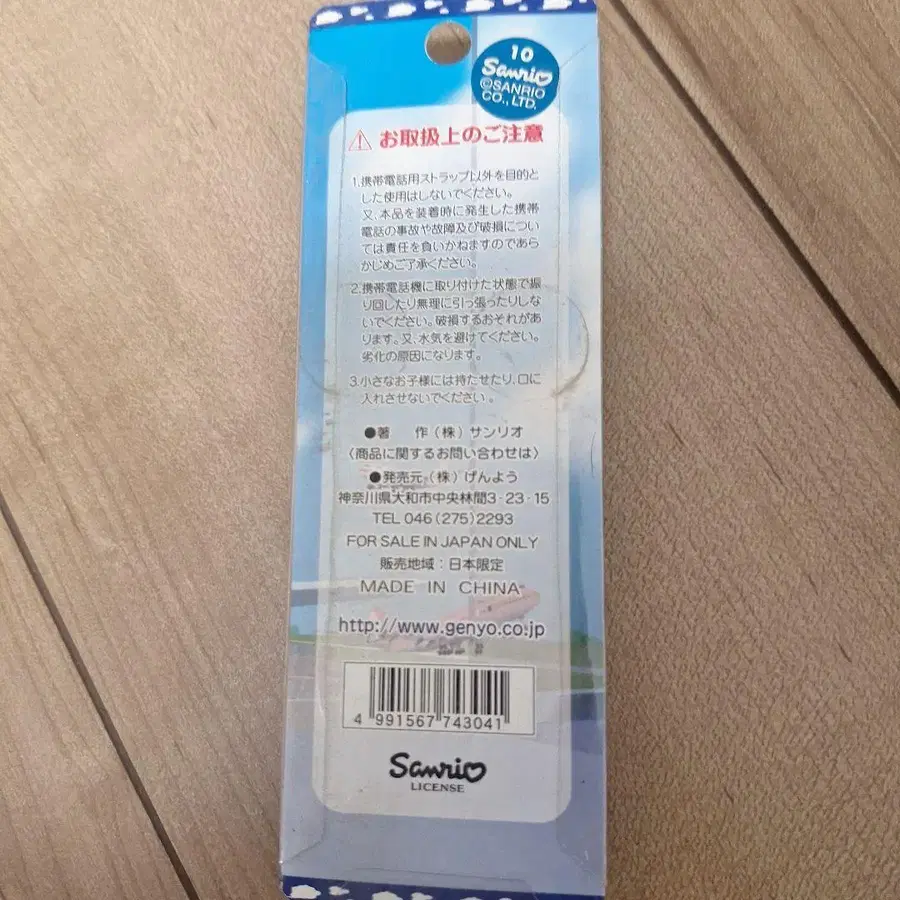 10
Sanrio
©SANRIO
CO., LTD.
⚠ お取扱上のご注意
1.携帯電話用ストラップ以外を目的と
した使用はしないでください。
又、本品を装着時に発生した携帯
電話の事故や故障及び破損につい
ては責任を負いかねますのであら
かじめご了承ください。
2.携帯電話機に取り付けた状態で振
り回したり無理に引っ張ったりしな
いでください。破損するおそれがあ
ります。又、水気を避けてください。
劣化の原因になります。
3.小さなお子様には持たせたり、口に
入れさせないでください。
●著 作(株)サンリオ
〈商品に関するお問い合わせは〉
●発売元(株)げんよう
神奈川県大和市中央林間3-23-15
TEL 046(275)2293
FOR SALE IN JAPAN ONLY
販売地域:日本限定
MADE IN CHINA
http://www.genyo.co.jp
4 991567 743041
Sanrio
LICENSE